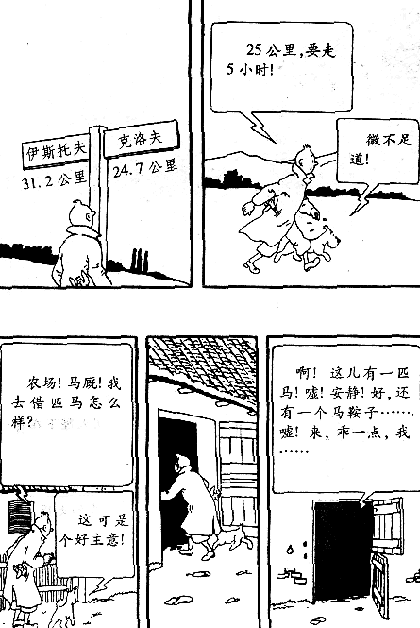 伊斯托夫
31.2 公里
克洛夫
24.7 公里
25 公里,要走
5 小时!
微不足
道!
农场! 马厩! 我
去借匹马怎么
样?
这可是
个好主意!
啊! 这儿有一匹
马! 嘘! 安静! 好, 还
有一个马鞍子……
嘘! 来、乖一点, 我
……